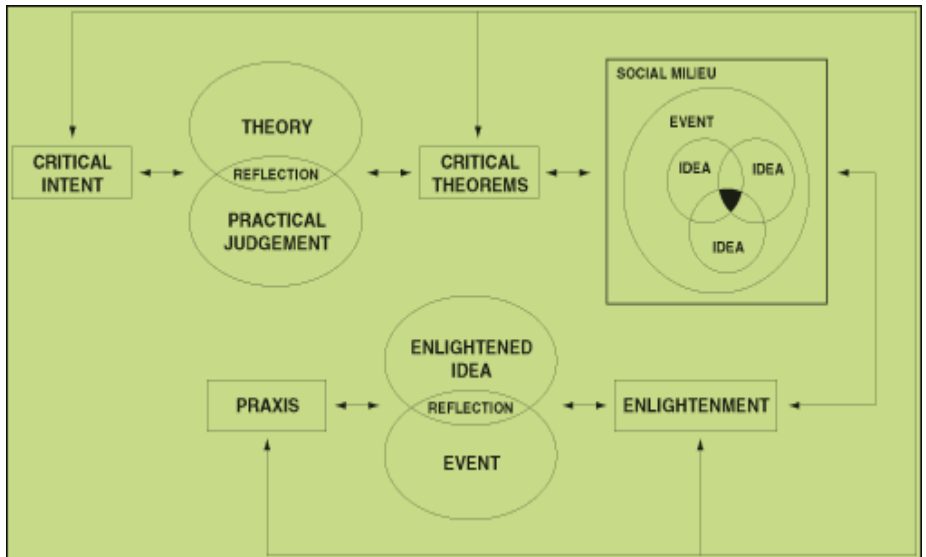 SOCIAL MILIEU
THEORY
EVENT
CRITICAL
INTENT
REFLECTION
CRITICAL
THEOREMS
IDEA
IDEA
PRACTICAL
JUDGEMENT
IDEA
ENLIGHTENED
IDEA
PRAXIS
REFLECTION
ENLIGHTENMENT
EVENT